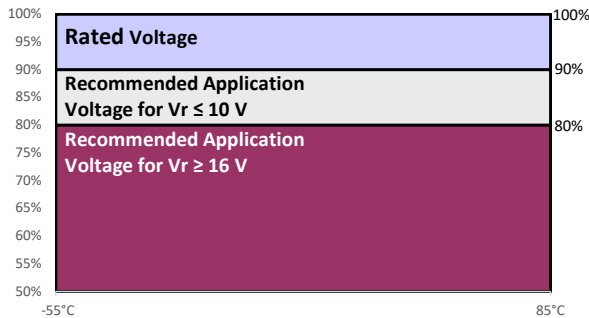 100%
95%
90%
85%
80%
75%
70%
65%
60%
55%
50%
Rated Voltage
Recommended Application
Voltage for Vr ≤ 10 V
Recommended Application
Voltage for Vr ≥ 16 V
100%
90%
80%
-55°C
85°C